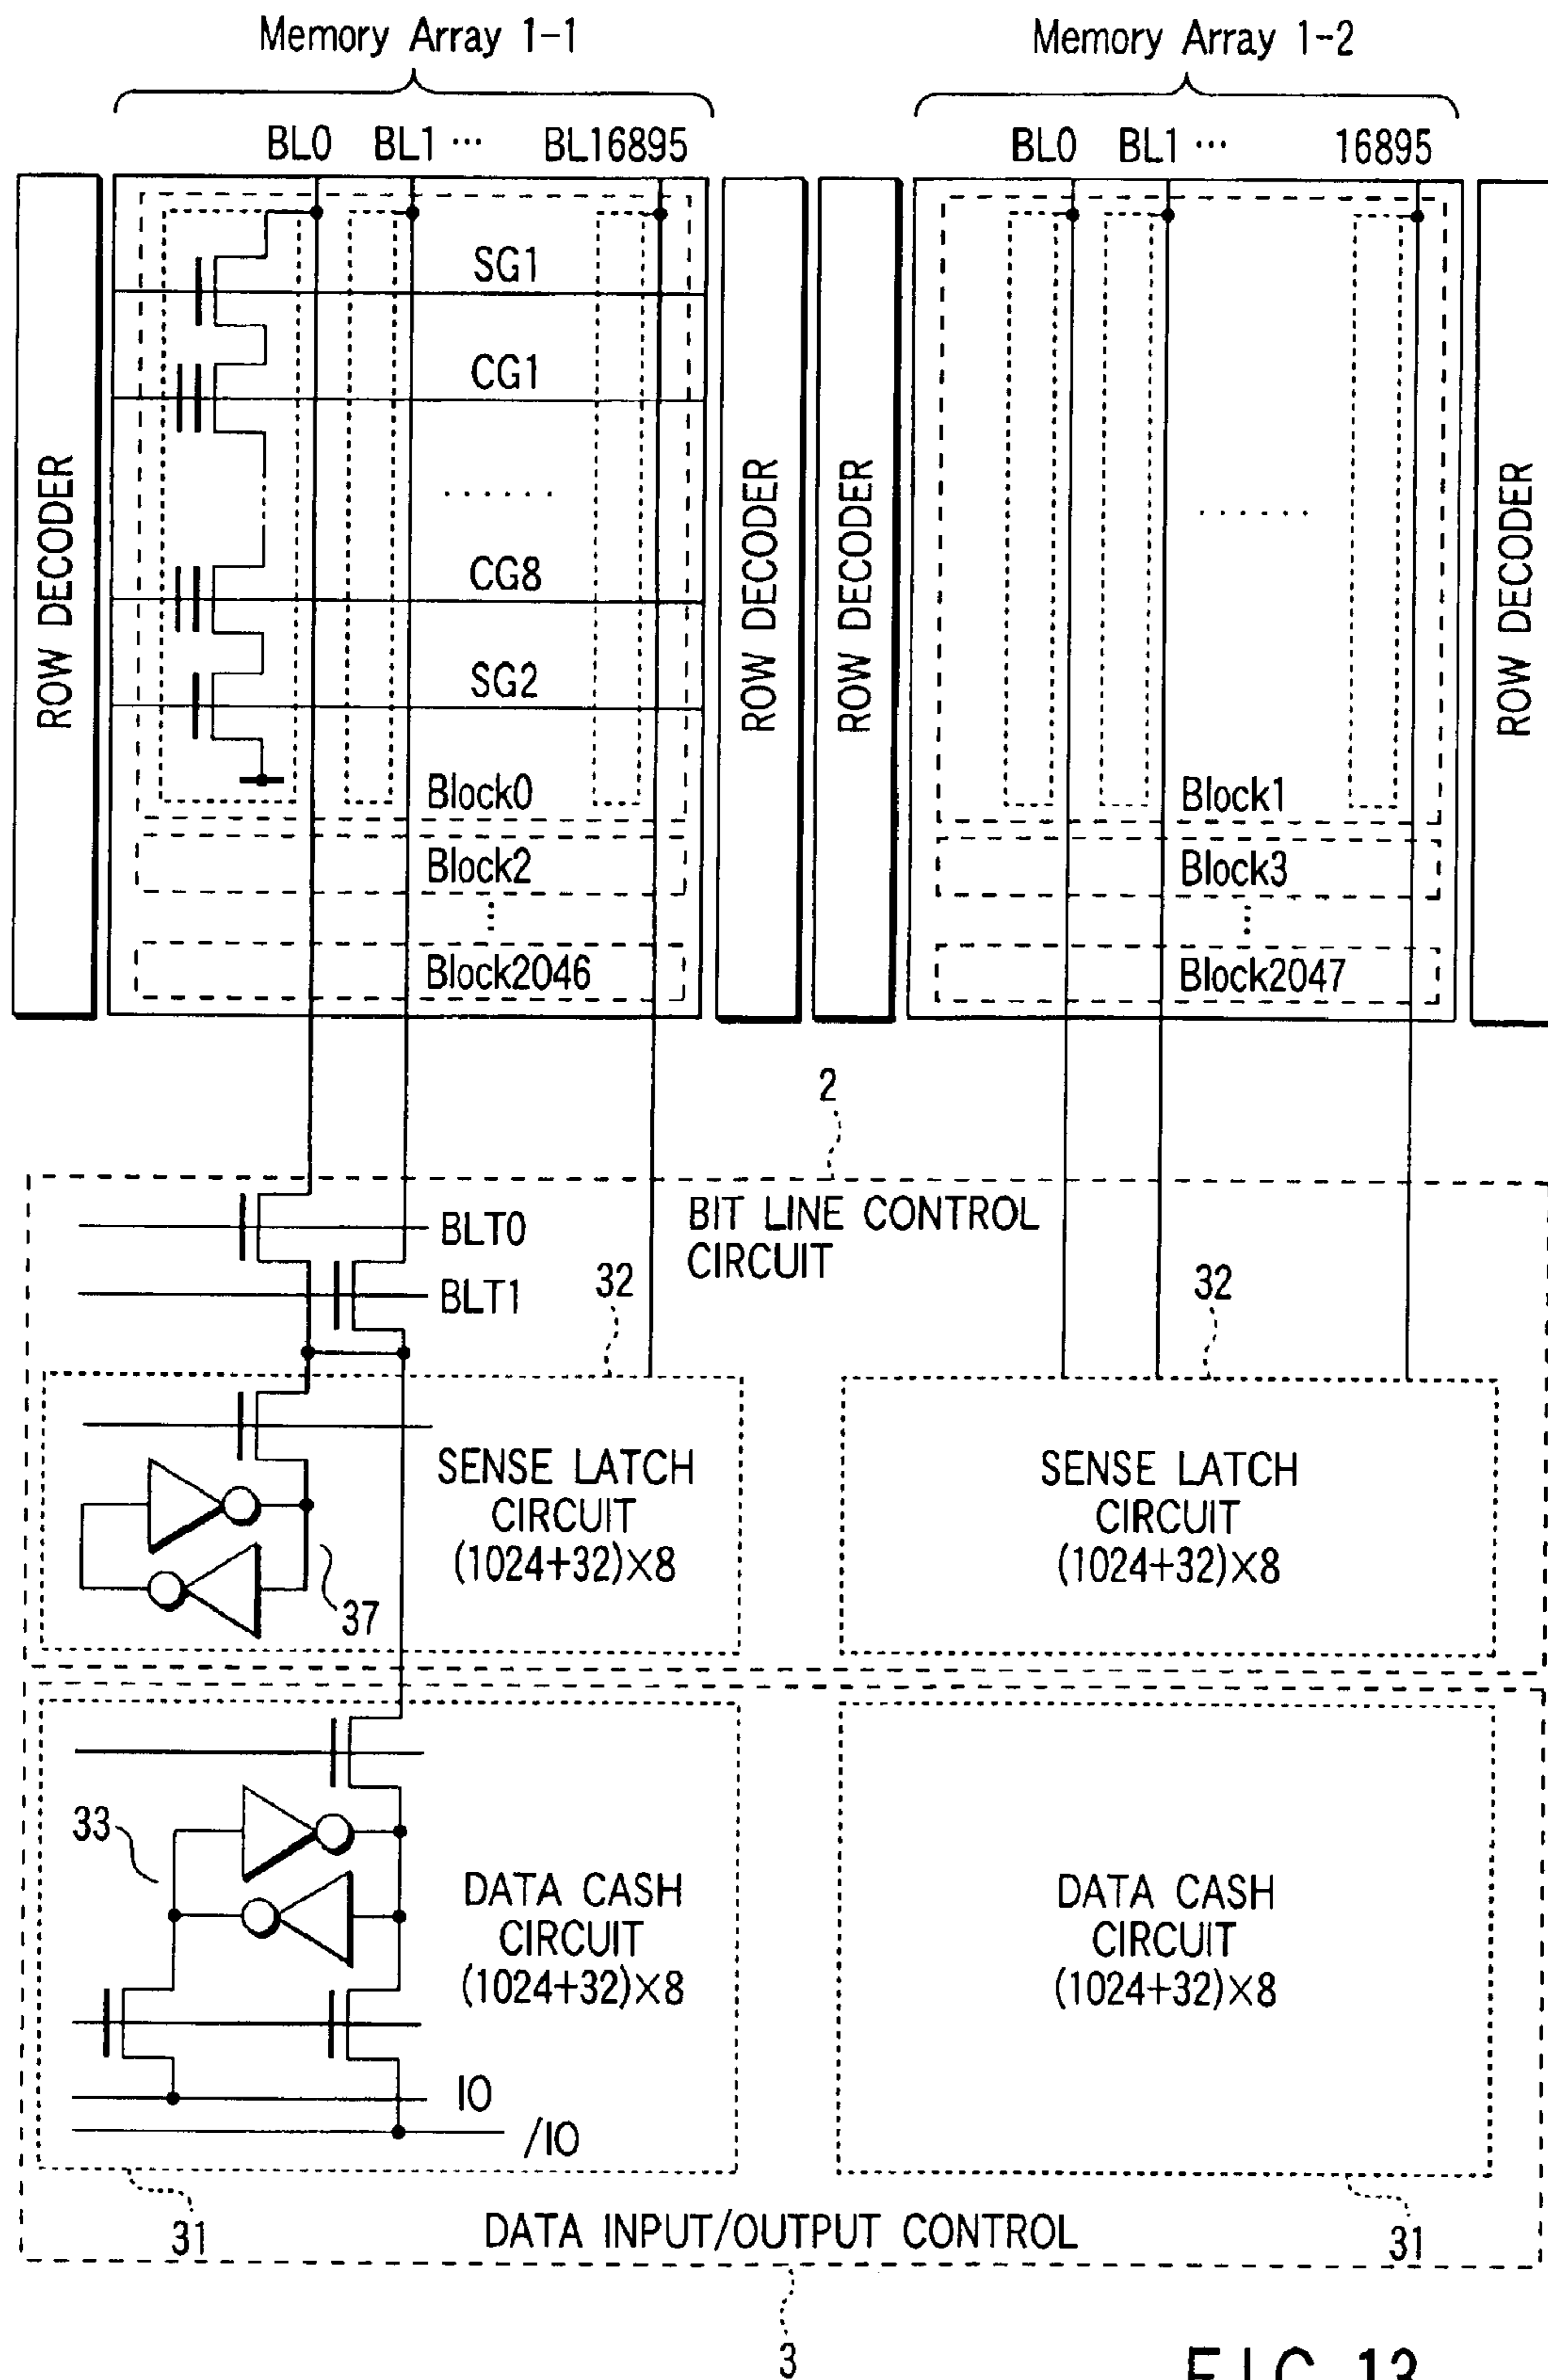 Memory Array 1-1
Memory Array 1-2
BL0 BL1 ... BL16895
BL0 BL1 ... 16895
ROW DECODER
SG1
CG1
.......
CG8
SG2
Block0
Block2
Block2046
ROW DECODER
ROW DECODER
......
Block1
Block3
Block2047
ROW DECODER
2
BIT LINE CONTROL
CIRCUIT
BLT0
BLT1
32
32
SENSE LATCH
CIRCUIT
(1024+32)X8
37
SENSE LATCH
CIRCUIT
(1024+32)X8
33
DATA CASH
CIRCUIT
(1024+32)X8
IO
/IO
DATA CASH
CIRCUIT
(1024+32)X8
31
DATA INPUT/OUTPUT CONTROL
31
3
FIG.13